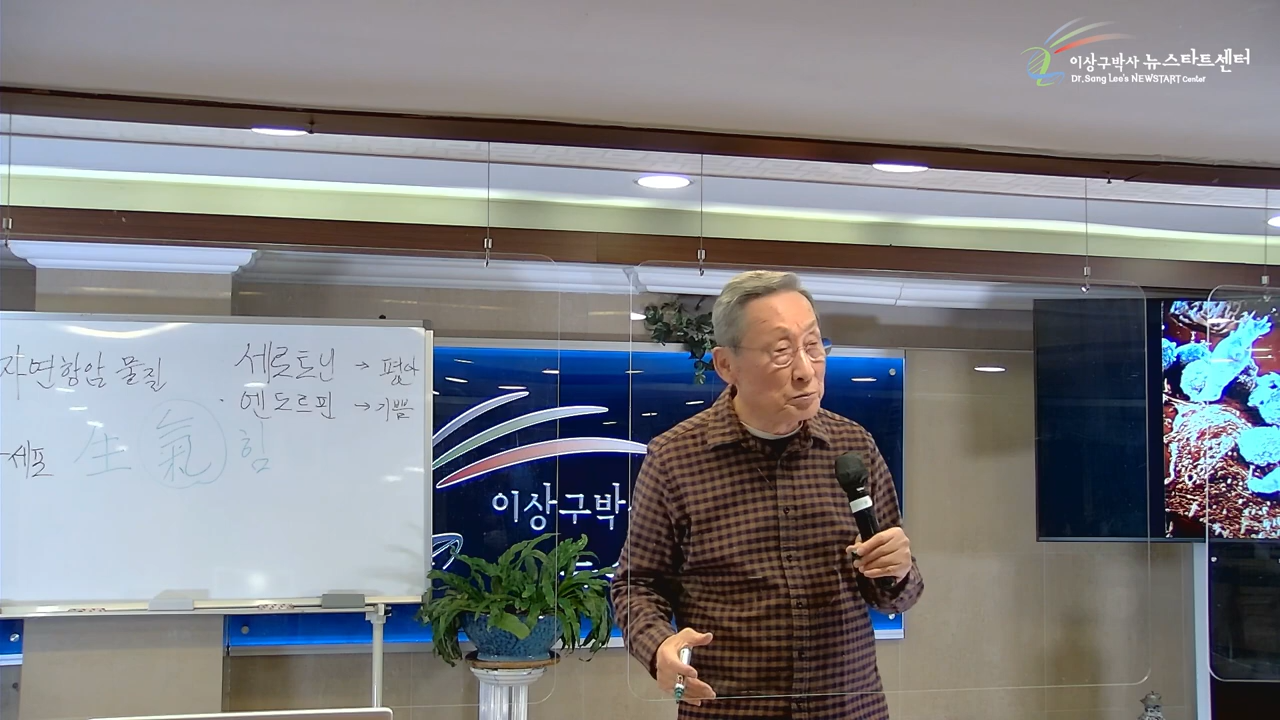 이상구박사 뉴스타트센터
Dr. Sang Lee's NEWSTART Center
자연항암 물질
세로토닌 → 평안
엔도르핀 → 기쁨
세포 生 氣 힘
이상구박